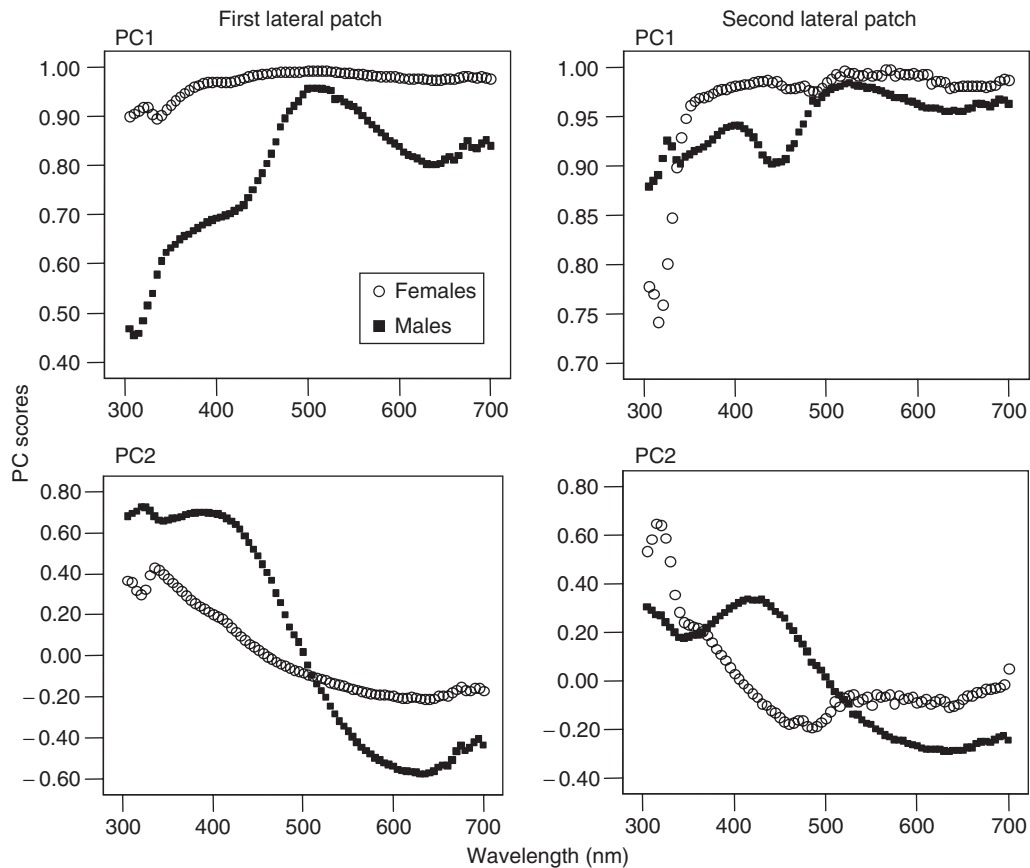 First lateral patch
Second lateral patch
PC1
PC1
1.00
0.90
0.80
0.70
0.60
0.50
0.40
Females
Males
300 400 500 600 700
1.00
0.95
0.90
0.85
0.80
0.75
0.70
300 400 500 600 700
PC scores
PC2
PC2
0.80
0.60
0.40
0.20
0.00
−0.20
−0.40
−0.60
300 400 500 600 700
0.80
0.60
0.40
0.20
0.00
−0.20
−0.40
300 400 500 600 700
Wavelength (nm)